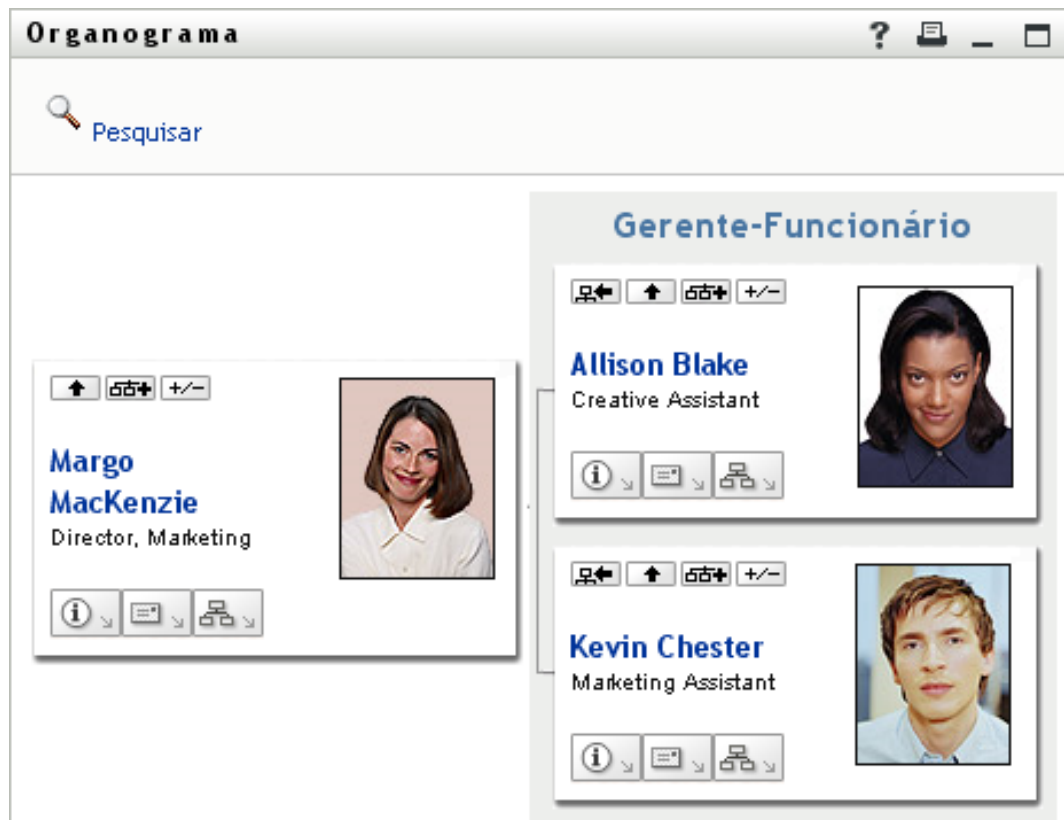 Organograma
Pesquisar
Gerente-Funcionário
Margo
MacKenzie
Director, Marketing
+/-
Allison Blake
Creative Assistant
+/-
Kevin Chester
Marketing Assistant
+/-